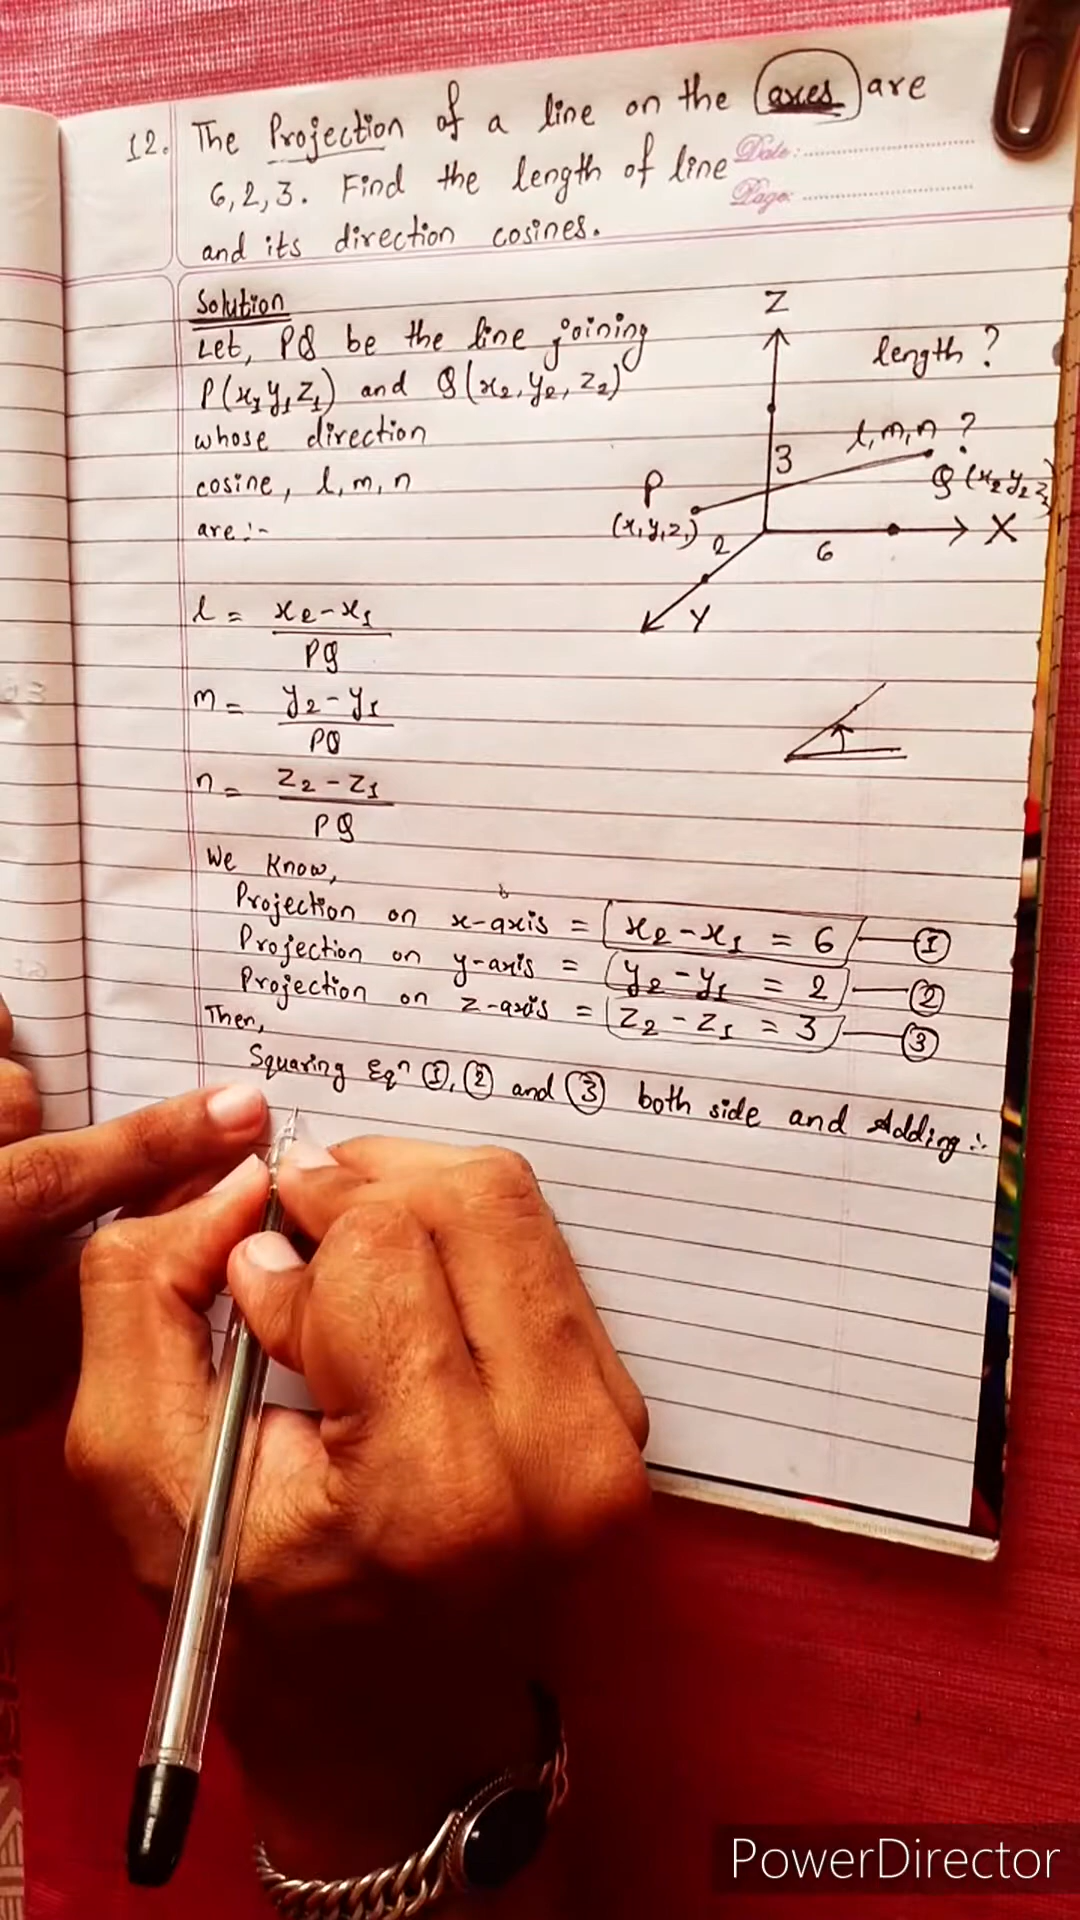 12. The Projection of a line on the axes are
6,2,3. Find the length of line
Date:
Page:
and its direction cosines.
Solution
Let, PQ be the line joining
P(x₁ y₁ z₁) and Q(x₂, y₂, z₂)
whose direction
cosine, l, m, n
are :-
Z
length ?
l, m, n ?
3
P
(x₁ y₁ z₁)
Q (x₂ y₂ z₂
2
6
X
Y
l = x₂-x₁
PQ
m = y₂-y₁
PQ
n = z₂-z₁
PQ
We Know,
Projection on x-axis = x₂-x₁ = 6 — ①
Projection on y-axis = y₂-y₁ = 2 — ②
Projection on z-axis = z₂-z₁ = 3 — ③
Then,
Squaring Eqⁿ ①, ② and ③ both side and Adding :-
PowerDirector